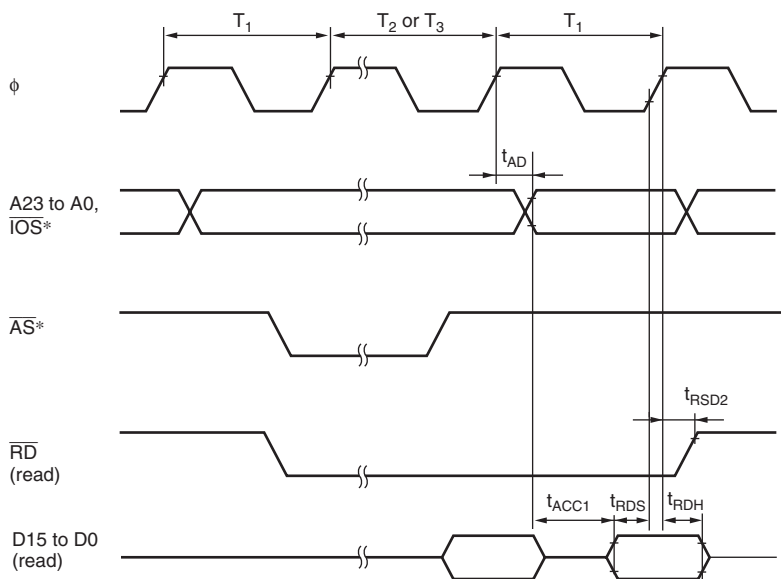 T1 T2 or T3 T1
ϕ
tAD
A23 to A0,
IOS*
AS*
tRSD2
RD
(read)
tACC1 tRDS tRDH
D15 to D0
(read)